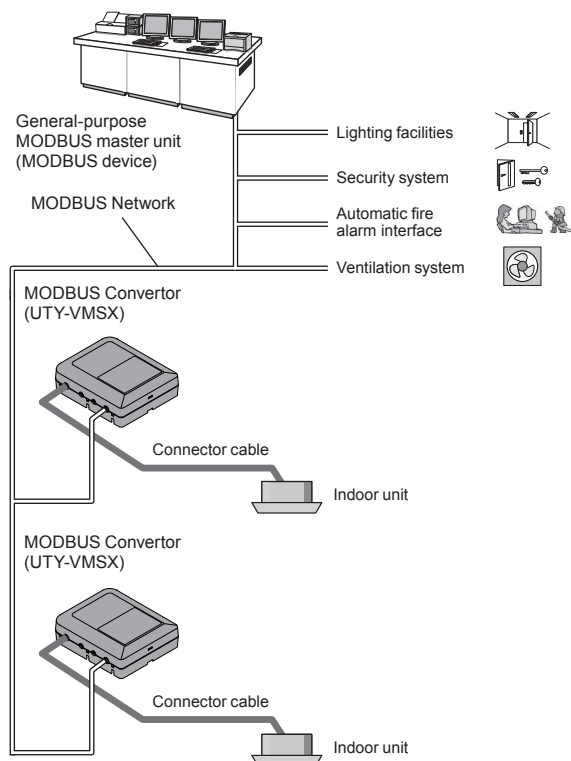 General-purpose
MODBUS master unit
(MODBUS device)
Lighting facilities
Security system
MODBUS Network
Automatic fire
alarm interface
Ventilation system
MODBUS Convertor
(UTY-VMSX)
Connector cable
Indoor unit
MODBUS Convertor
(UTY-VMSX)
Connector cable
Indoor unit